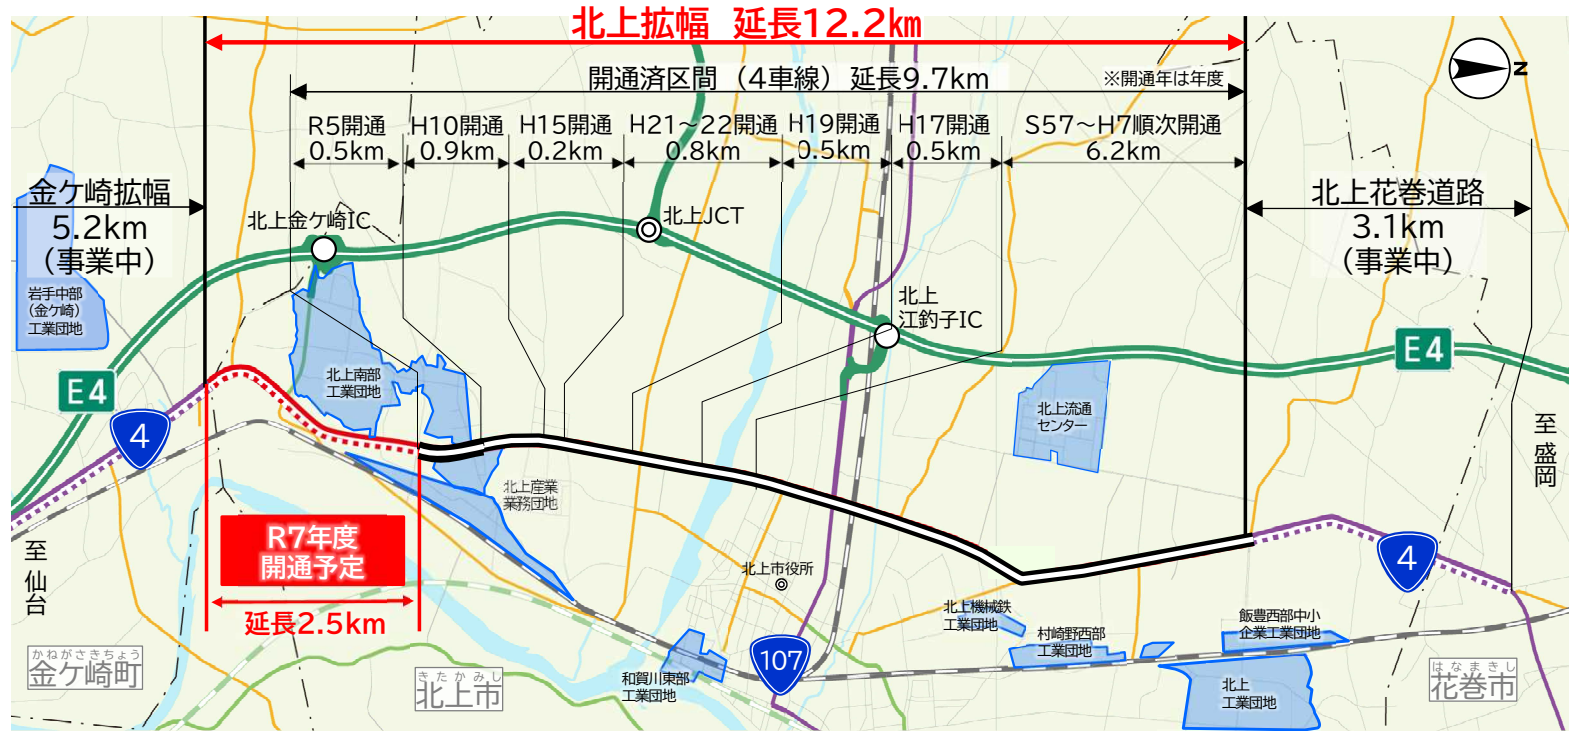 北上拡幅 延長12.2㎞
開通済区間（4車線）延長9.7km
※開通年は年度
N
R5開通
0.5km
H10開通
0.9km
H15開通
0.2km
H21～22開通
0.8km
H19開通
0.5km
H17開通
0.5km
S57～H7順次開通
6.2km
金ケ崎拡幅
5.2km
（事業中）
北上花巻道路
3.1km
（事業中）
北上金ケ崎IC
北上JCT
北上
江釣子IC
岩手中部
（金ケ崎）
工業団地
E4
E4
北上南部
工業団地
北上流通
センター
4
至盛岡
北上産業
業務団地
R7年度
開通予定
延長2.5km
至仙台
4
北上市役所
北上機械鉄
工業団地
村崎野西部
工業団地
飯豊西部中小
企業工業団地
107
和賀川東部
工業団地
北上
工業団地
かねがさきちょう
金ケ崎町
きたかみし
北上市
はなまきし
花巻市